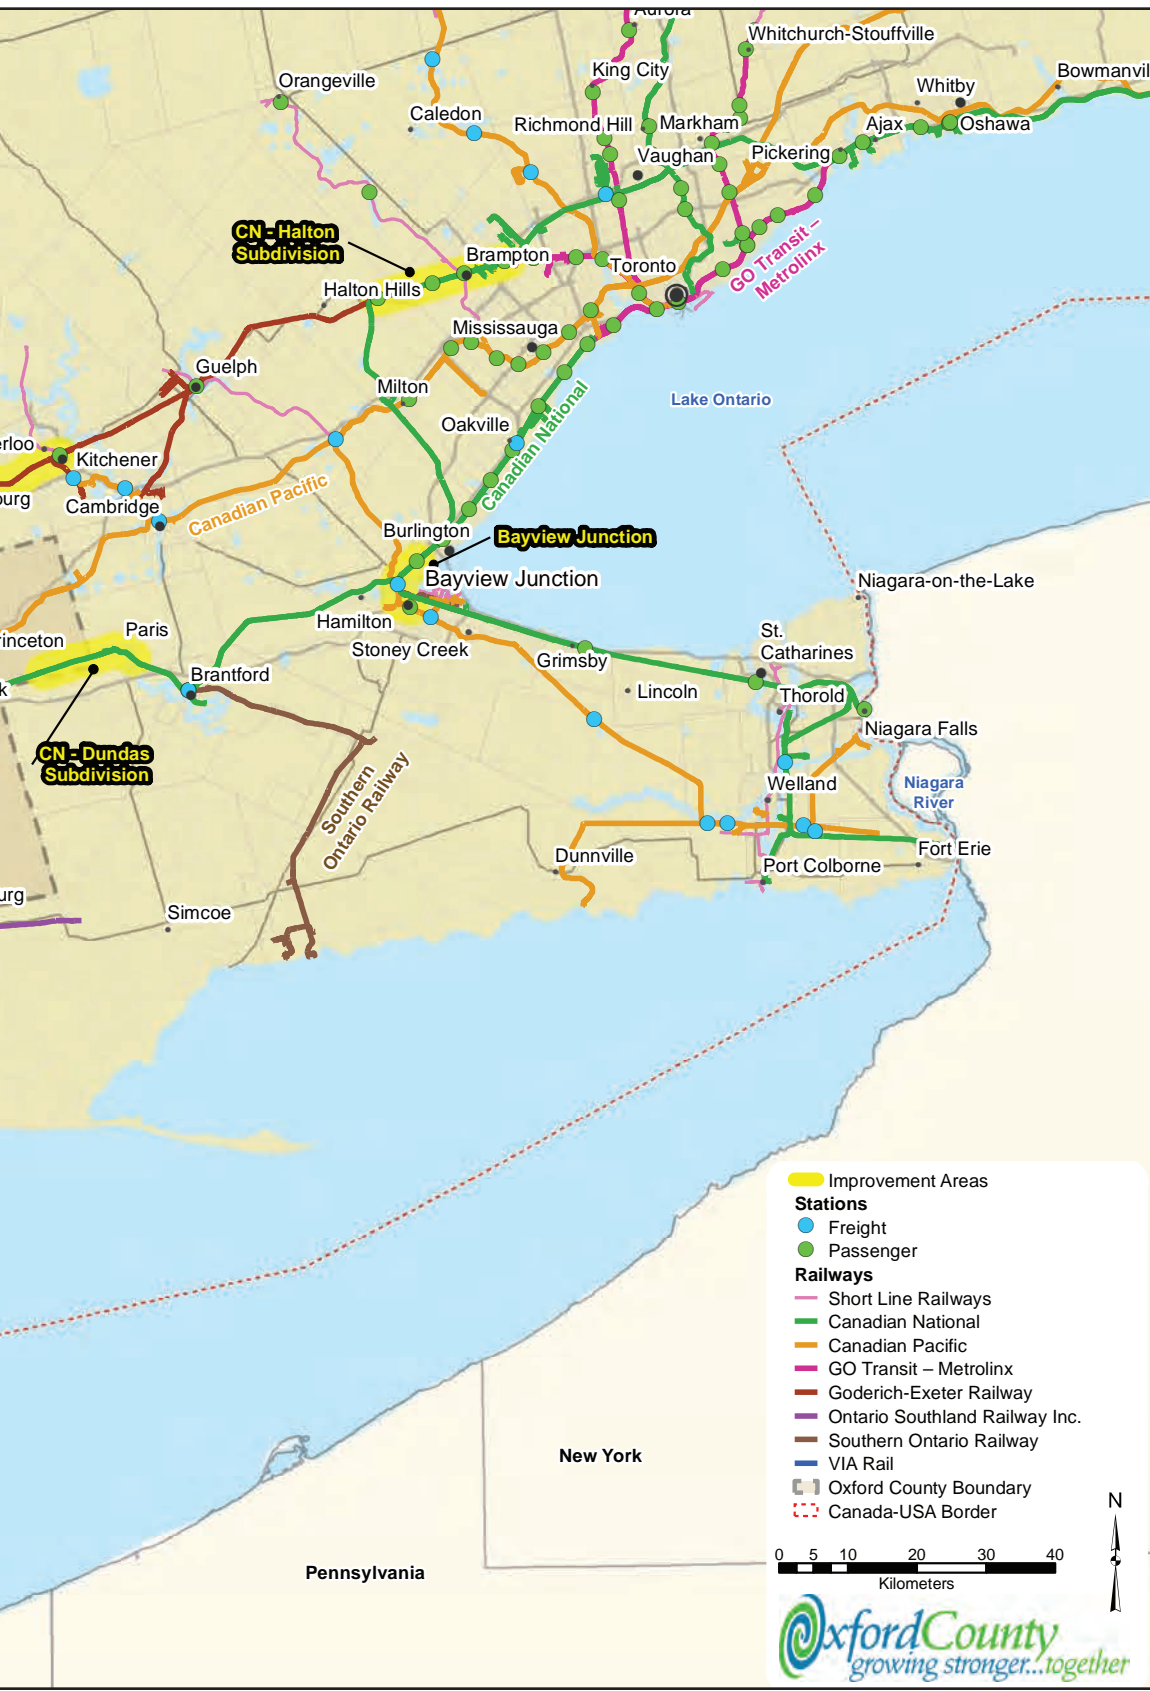 Aurora
Whitchurch-Stouffville
King City
Bowmanvil
Orangeville
Whitby
Caledon
Richmond Hill
Markham
Ajax
Oshawa
Vaughan
Pickering
CN - Halton
Subdivision
Brampton
Toronto
GO Transit –
Metrolinx
Halton Hills
Mississauga
Guelph
Milton
Lake Ontario
Oakville
Canadian National
erloo
Kitchener
burg
Cambridge
Canadian Pacific
Burlington
Bayview Junction
Bayview Junction
Niagara-on-the-Lake
Hamilton
rinceton
Paris
Stoney Creek
Grimsby
St.
Catharines
k
Brantford
Lincoln
Thorold
Niagara Falls
CN - Dundas
Subdivision
Southern
Ontario Railway
Welland
Niagara
River
Dunnville
Port Colborne
Fort Erie
urg
Simcoe
Improvement Areas
Stations
Freight
Passenger
Railways
Short Line Railways
Canadian National
Canadian Pacific
GO Transit – Metrolinx
Goderich-Exeter Railway
Ontario Southland Railway Inc.
Southern Ontario Railway
VIA Rail
Oxford County Boundary
Canada-USA Border
New York
Pennsylvania
N
0 5 10 20 30 40
Kilometers
OxfordCounty
growing stronger...together